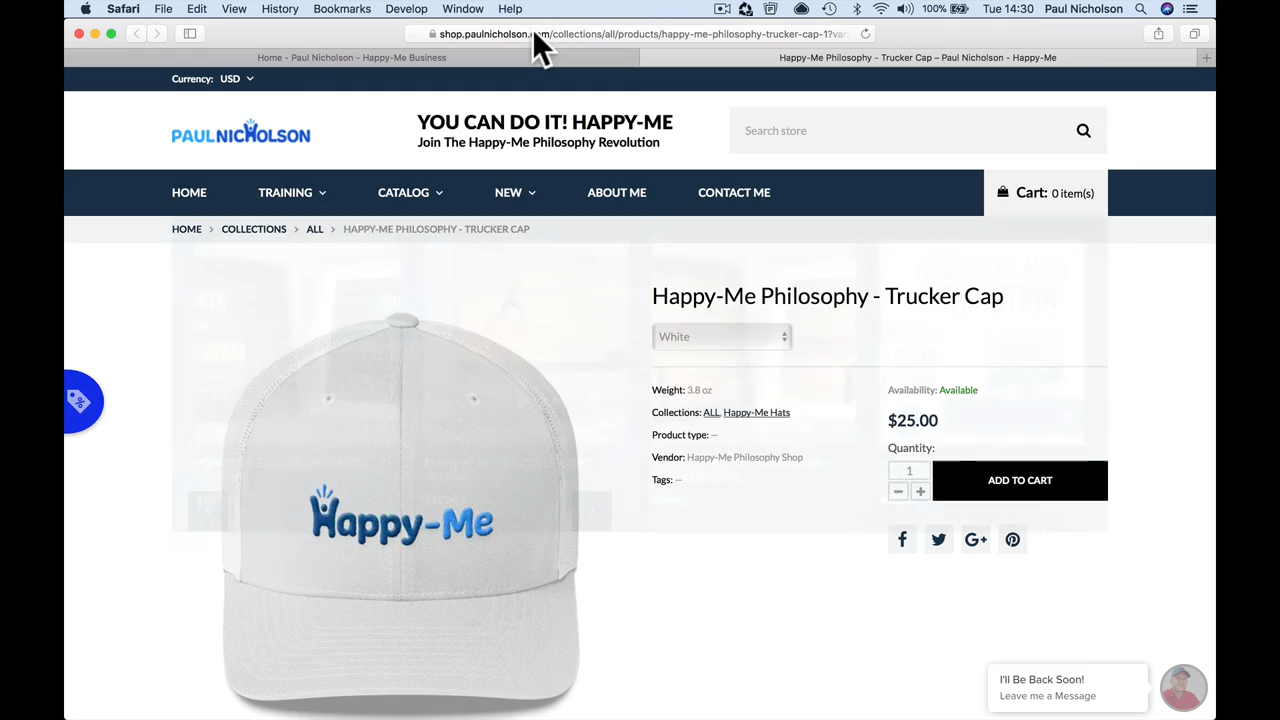 Safari File Edit View History Bookmarks Develop Window Help 100% Tue 14:30 Paul Nicholson
shop.paulnicholson. m/collections/all/products/happy-me-philosophy-trucker-cap-1?var
Home - Paul Nicholson - Happy-Me Business
Happy-Me Philosophy - Trucker Cap – Paul Nicholson - Happy-Me
Currency: USD
PAULNICHOLSON
YOU CAN DO IT! HAPPY-ME
Join The Happy-Me Philosophy Revolution
Search store
HOME TRAINING CATALOG NEW ABOUT ME CONTACT ME
Cart: 0 item(s)
HOME > COLLECTIONS > ALL > HAPPY-ME PHILOSOPHY - TRUCKER CAP
Happy-Me Philosophy - Trucker Cap
White
Weight: 3.8 oz
Collections: ALL, Happy-Me Hats
Product type: —
Vendor: Happy-Me Philosophy Shop
Tags: —
Availability: Available
$25.00
Quantity:
1
− +
ADD TO CART
Happy-Me
I'll Be Back Soon!
Leave me a Message